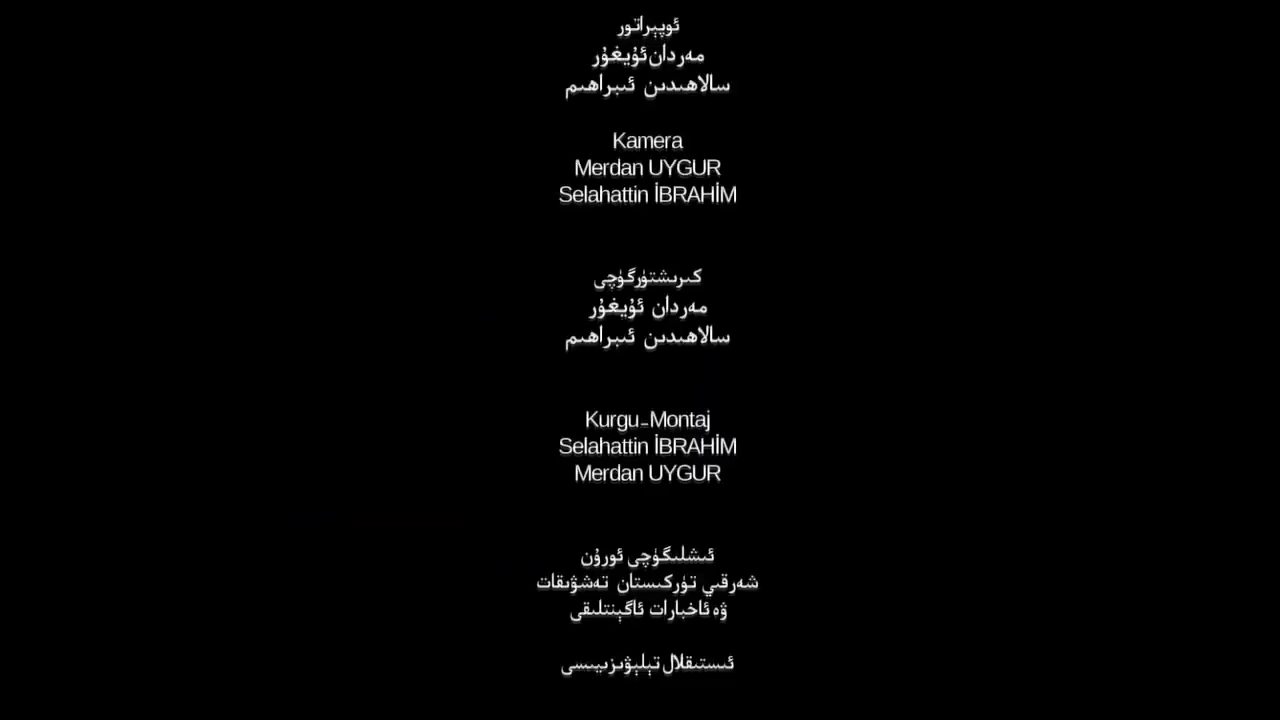 ئوپېراتور
مەردان ئۇيغۇر
سالاھىدىن ئىبراھىم
Kamera
Merdan UYGUR
Selahattin İBRAHİM
كىرىشتۈرگۈچى
مەردان ئۇيغۇر
سالاھىدىن ئىبراھىم
Kurgu-Montaj
Selahattin İBRAHİM
Merdan UYGUR
ئىشلىگۈچى ئورۇن
شەرقىي تۈركىستان تەشۋىقات
ۋە ئاخبارات ئاگېنتلىقى
ئىستىقلال تېلېۋىزىيىسى